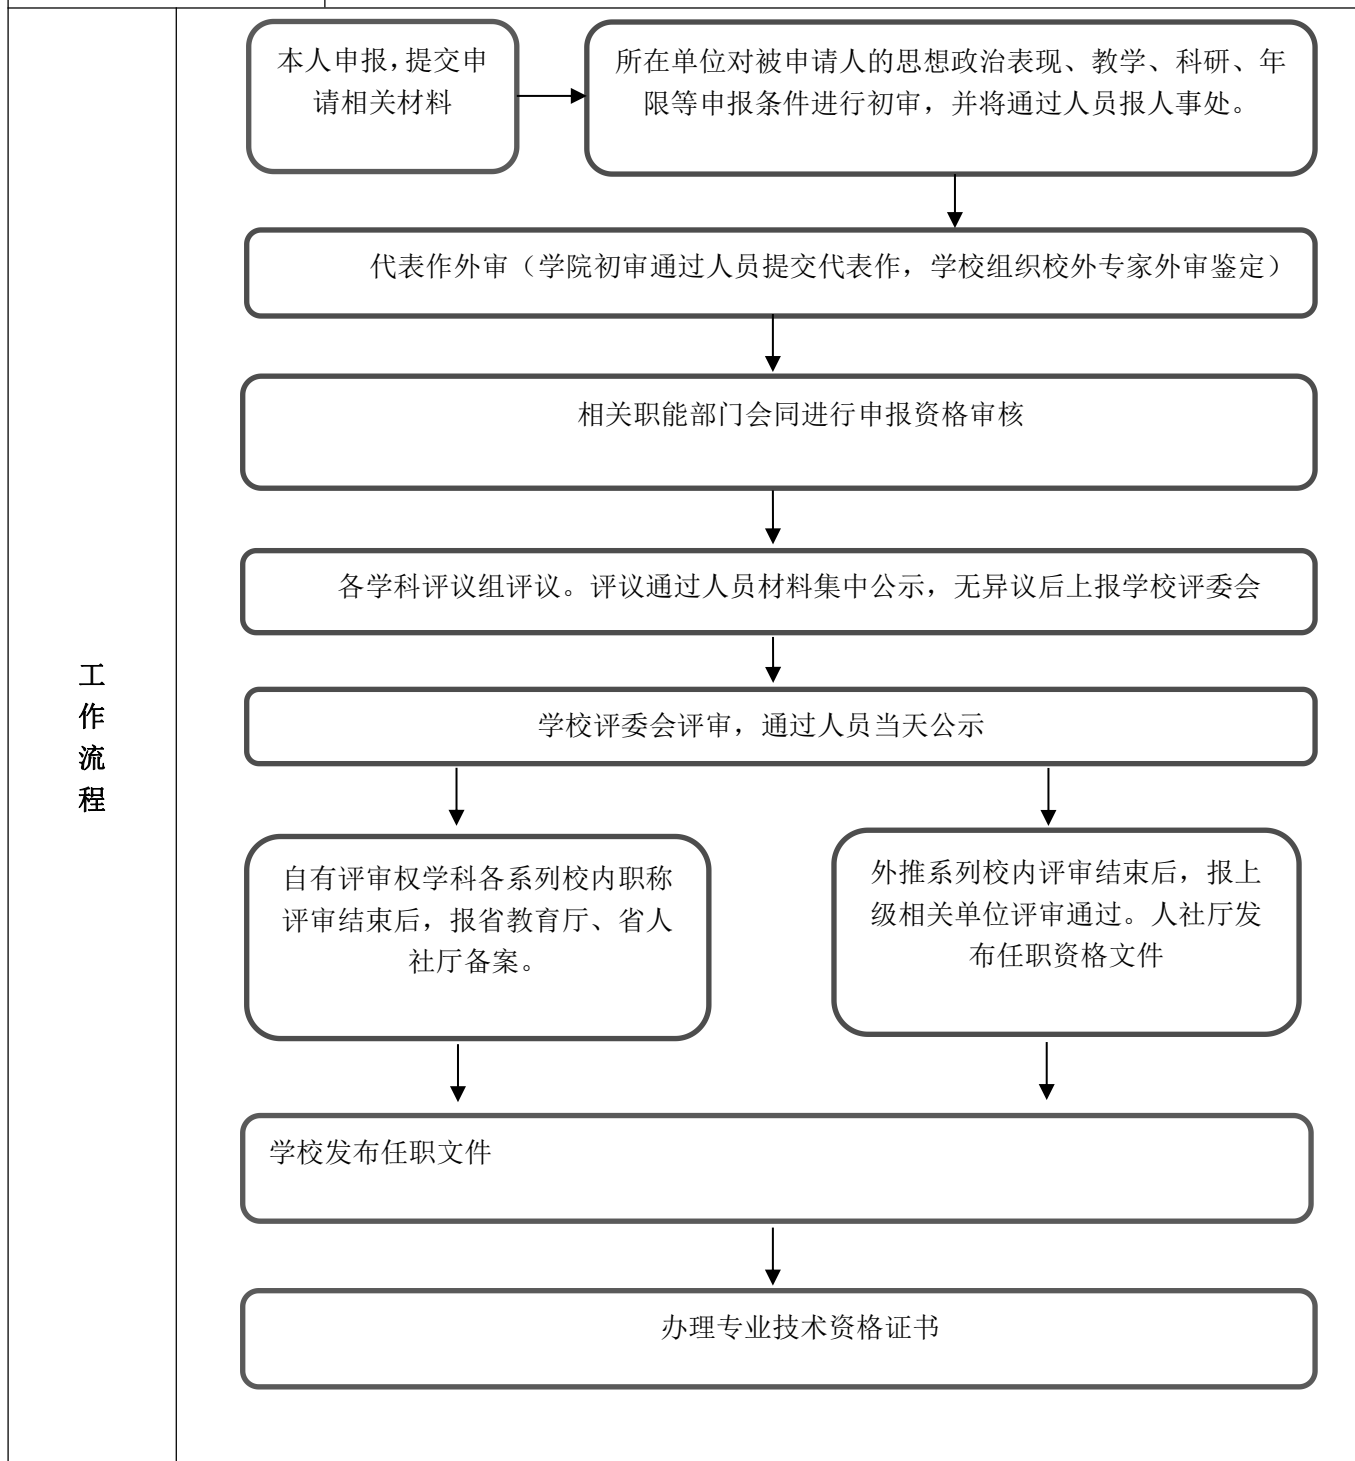 本人申报，提交申
请相关材料
所在单位对被申请人的思想政治表现、教学、科研、年
限等申报条件进行初审，并将通过人员报人事处。
代表作外审（学院初审通过人员提交代表作，学校组织校外专家外审鉴定）
相关职能部门会同进行申报资格审核
各学科评议组评议。评议通过人员材料集中公示，无异议后上报学校评委会
工
作
流
程
学校评委会评审，通过人员当天公示
自有评审权学科各系列校内职称
评审结束后，报省教育厅、省人
社厅备案。
外推系列校内评审结束后，报上
级相关单位评审通过。人社厅发
布任职资格文件
学校发布任职文件
办理专业技术资格证书